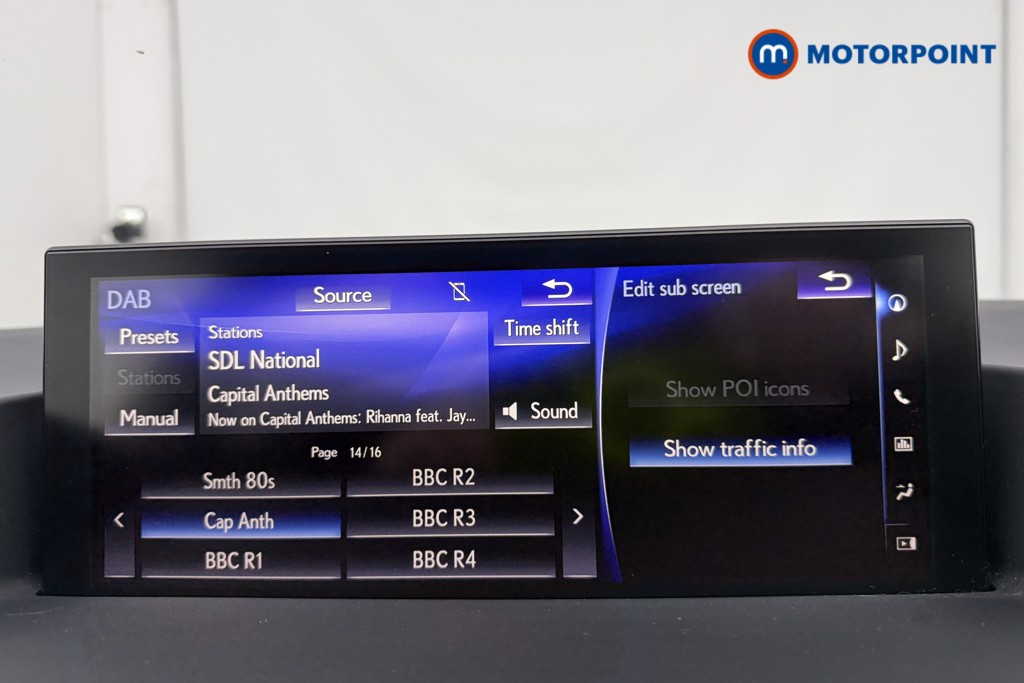 m MOTORPOINT
DAB
Source
Edit sub screen
Presets
Stations
Manual
Stations
SDL National
Capital Anthems
Now on Capital Anthems: Rihanna feat. Jay...
Time shift
Sound
Page 14/16
Smth 80s
BBC R2
< Cap Anth
BBC R3 >
BBC R1
BBC R4
Show POI icons
Show traffic info